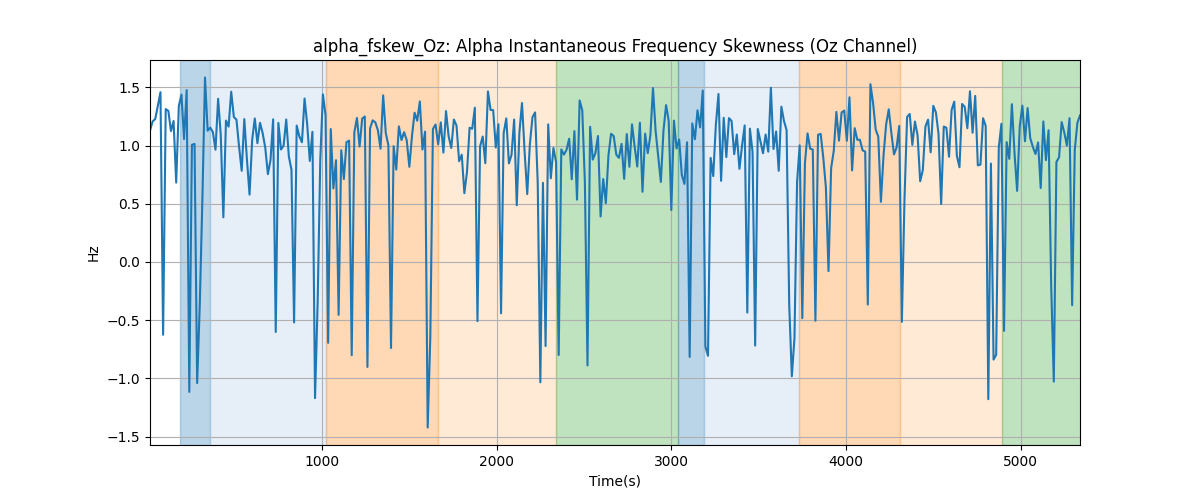 alpha_fskew_Oz: Alpha Instantaneous Frequency Skewness (Oz Channel)
1.5
1.0
0.5
0.0
−0.5
−1.0
−1.5
Hz
1000 2000 3000 4000 5000
Time(s)